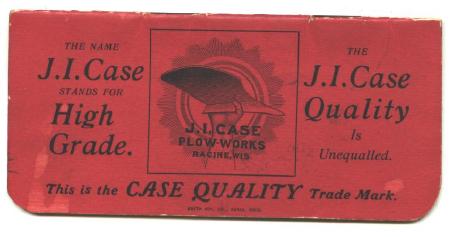 THE NAME
J.I.Case
STANDS FOR
High
Grade.
J.I.CASE
PLOW-WORKS
RACINE, WIS
THE
J.I.Case
Quality
Is
Unequalled.
This is the CASE QUALITY Trade Mark.